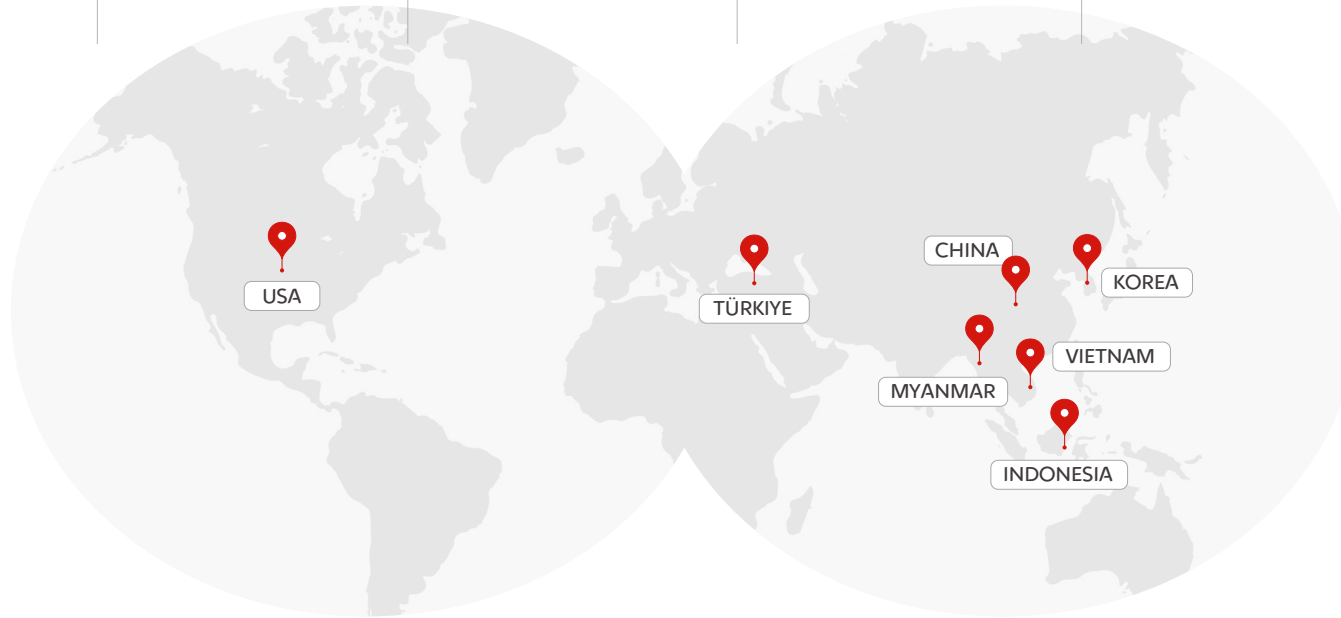 CHINA
KOREA
USA
TÜRKIYE
VIETNAM
MYANMAR
INDONESIA